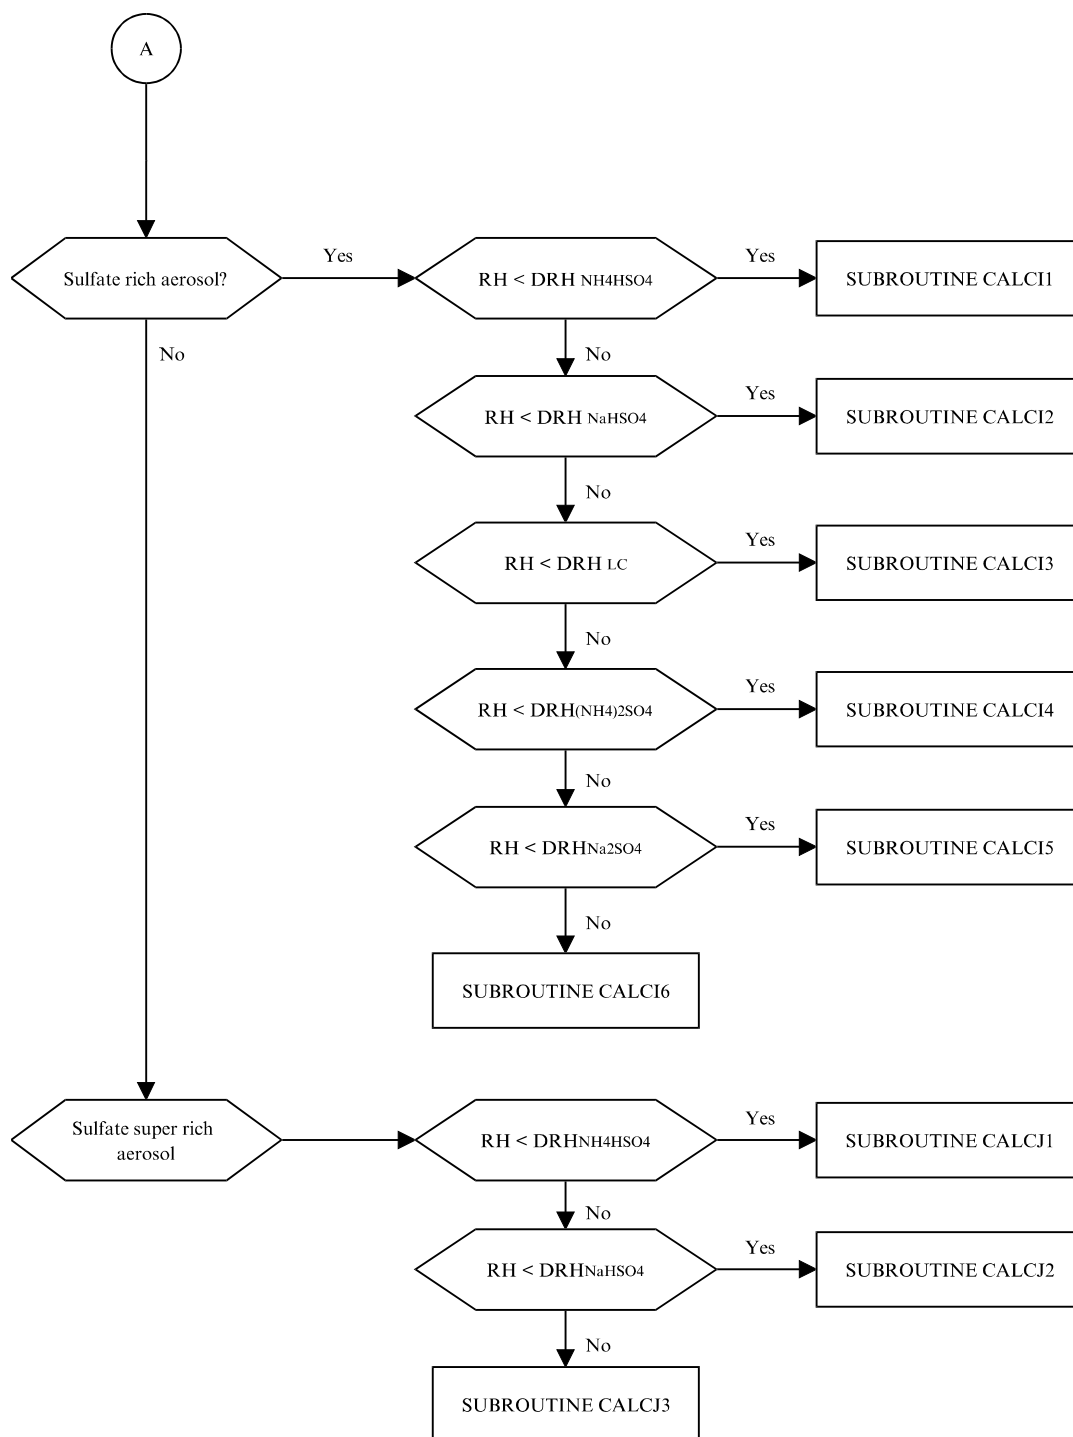 A
Sulfate rich aerosol?
Yes
RH < DRH NH4HSO4
Yes
SUBROUTINE CALCI1
No
No
RH < DRH NaHSO4
Yes
SUBROUTINE CALCI2
No
RH < DRH LC
Yes
SUBROUTINE CALCI3
No
RH < DRH(NH4)2SO4
Yes
SUBROUTINE CALCI4
No
RH < DRHNa2SO4
Yes
SUBROUTINE CALCI5
No
SUBROUTINE CALCI6
Sulfate super rich
aerosol
RH < DRHNH4HSO4
Yes
SUBROUTINE CALCJ1
No
RH < DRHNaHSO4
Yes
SUBROUTINE CALCJ2
No
SUBROUTINE CALCJ3